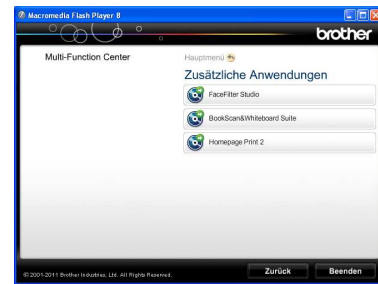 Macromedia Flash Player 8
brother
Multi-Function Center
Hauptmenü
Zusätzliche Anwendungen
FaceFilter Studio
BookScan&Whiteboard Suite
Homepage Print 2
© 2001-2011 Brother Industries, Ltd. All Rights Reserved.
Zurück
Beenden